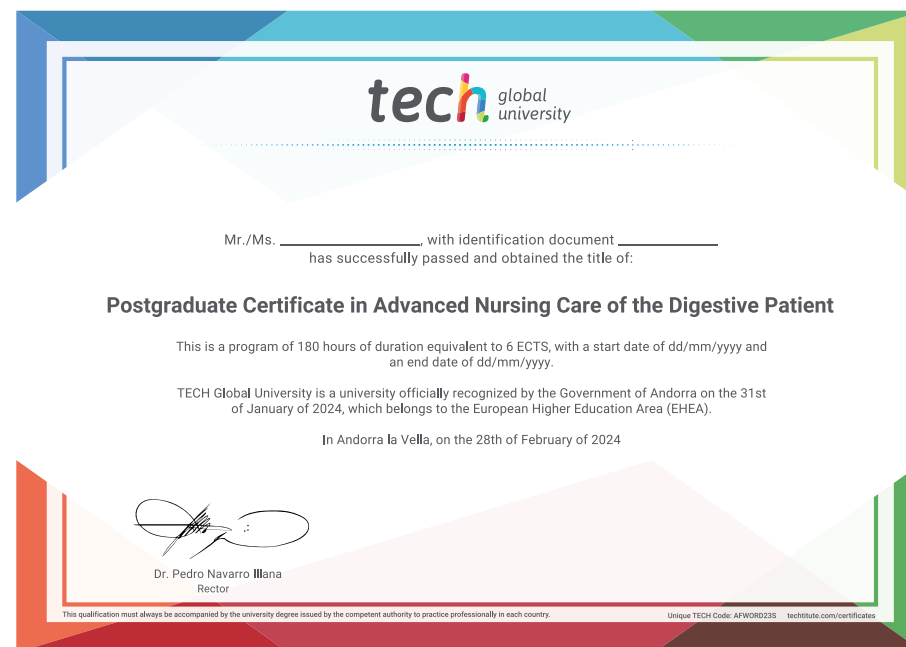 tech global university
Mr./Ms. ________, with identification document ________
has successfully passed and obtained the title of:
Postgraduate Certificate in Advanced Nursing Care of the Digestive Patient
This is a program of 180 hours of duration equivalent to 6 ECTS, with a start date of dd/mm/yyyy and
an end date of dd/mm/yyyy.
TECH Global University is a university officially recognized by the Government of Andorra on the 31st
of January of 2024, which belongs to the European Higher Education Area (EHEA).
In Andorra la Vella, on the 28th of February of 2024
Dr. Pedro Navarro Illana
Rector
This qualification must always be accompanied by the university degree issued by the competent authority to practice professionally in each country.
Unique TECH Code: AFWORD23S techtitute.com/certificates